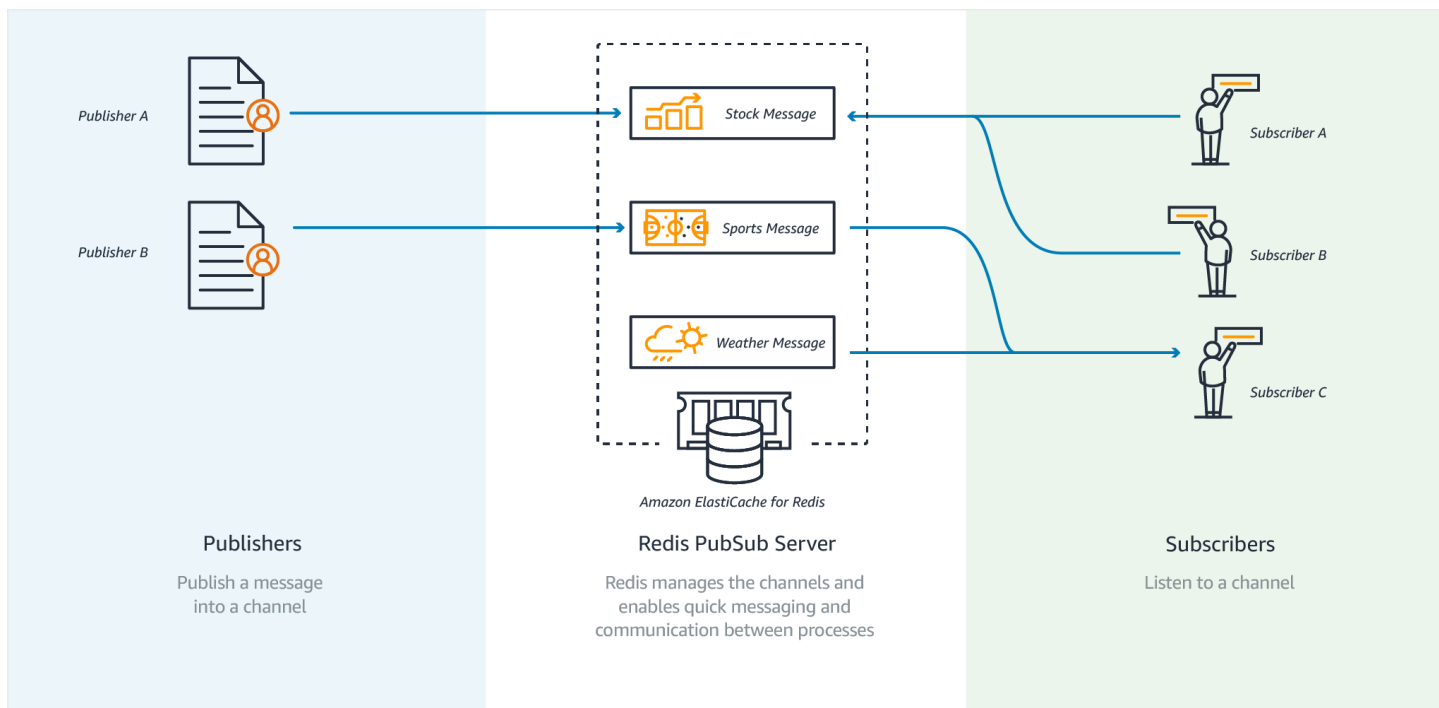 Publisher A
Stock Message
Subscriber A
Publisher B
Sports Message
Subscriber B
Weather Message
Subscriber C
Amazon ElastiCache for Redis
Publishers
Publish a message
into a channel
Redis PubSub Server
Redis manages the channels and
enables quick messaging and
communication between processes
Subscribers
Listen to a channel